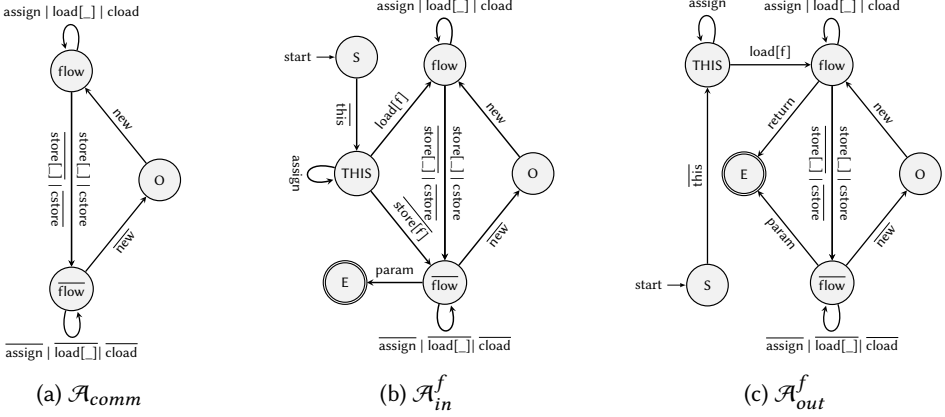 assign | load[_] | cload
flow
new
store[_] | cstore
store[_] | cstore
O
new
flow
assign | load[_] | cload
(a) 𝒜comm
assign | load[_] | cload
start
S
flow
this
load[f]
new
assign
THIS
store[_] | cstore
store[_] | cstore
O
store[f]
new
E
param
flow
assign | load[_] | cload
(b) 𝒜in^f
assign
assign | load[_] | cload
THIS
load[f]
flow
return
new
this
E
store[_] | cstore
store[_] | cstore
O
param
new
start
S
flow
assign | load[_] | cload
(c) 𝒜out^f